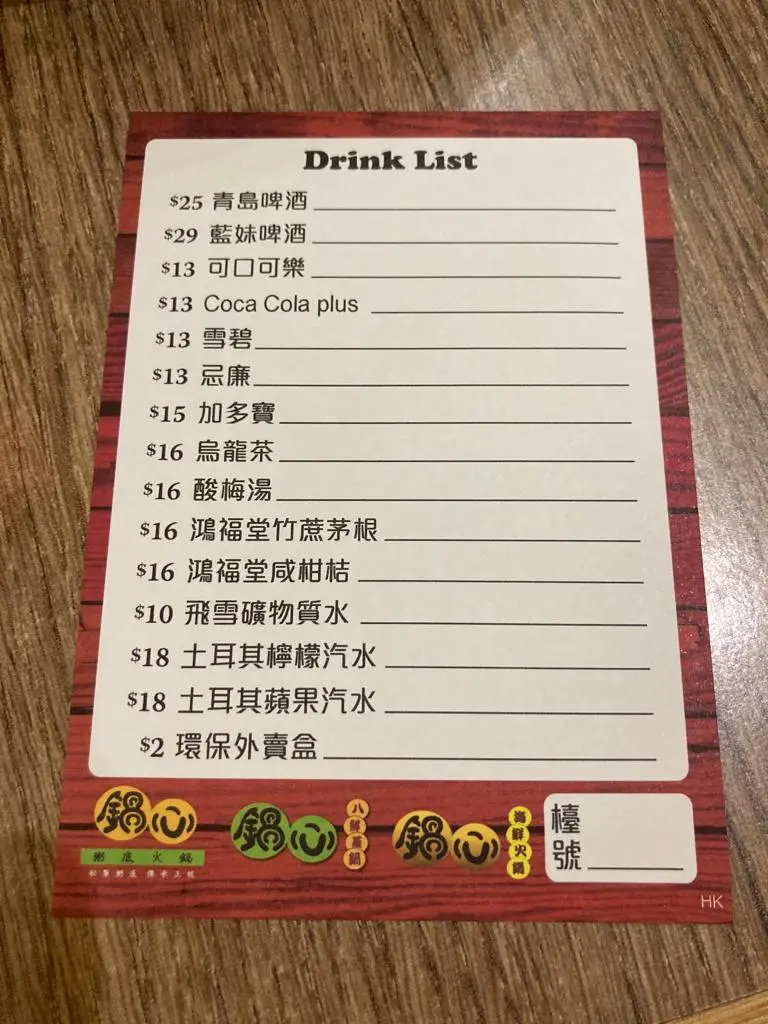 Drink List
$25 青島啤酒
$29 藍妹啤酒
$13 可口可樂
$13 Coca Cola plus
$13 雪碧
$13 忌廉
$15 加多寶
$16 烏龍茶
$16 酸梅湯
$16 鴻福堂竹蔗茅根
$16 鴻福堂咸柑桔
$10 飛雪礦物質水
$18 土耳其檸檬汽水
$18 土耳其蘋果汽水
$2 環保外賣盒
鍋心
粥底火鍋
鍋心
八鮮蒸鍋
鍋心
海鮮火鍋
檯號
HK